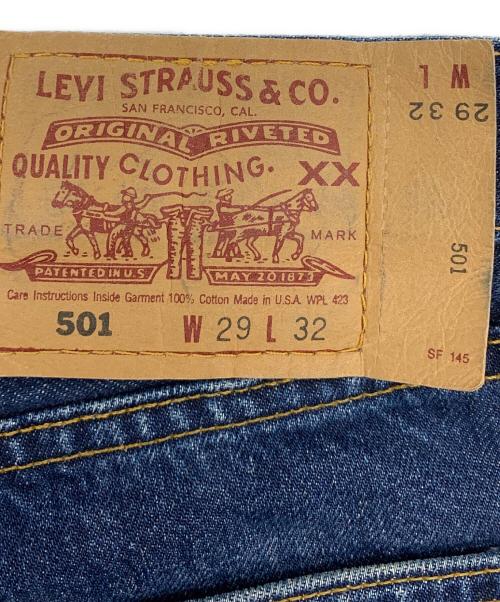 LEVI STRAUSS & CO.
SAN FRANCISCO, CAL.
ORIGINAL RIVETED
QUALITY CLOTHING. XX
TRADE MARK
PATENTED IN U.S. MAY 20 1873
Care Instructions Inside Garment 100% Cotton Made in U.S.A. WPL 423
501 W 29 L 32
W L
29 32
501
SF 145